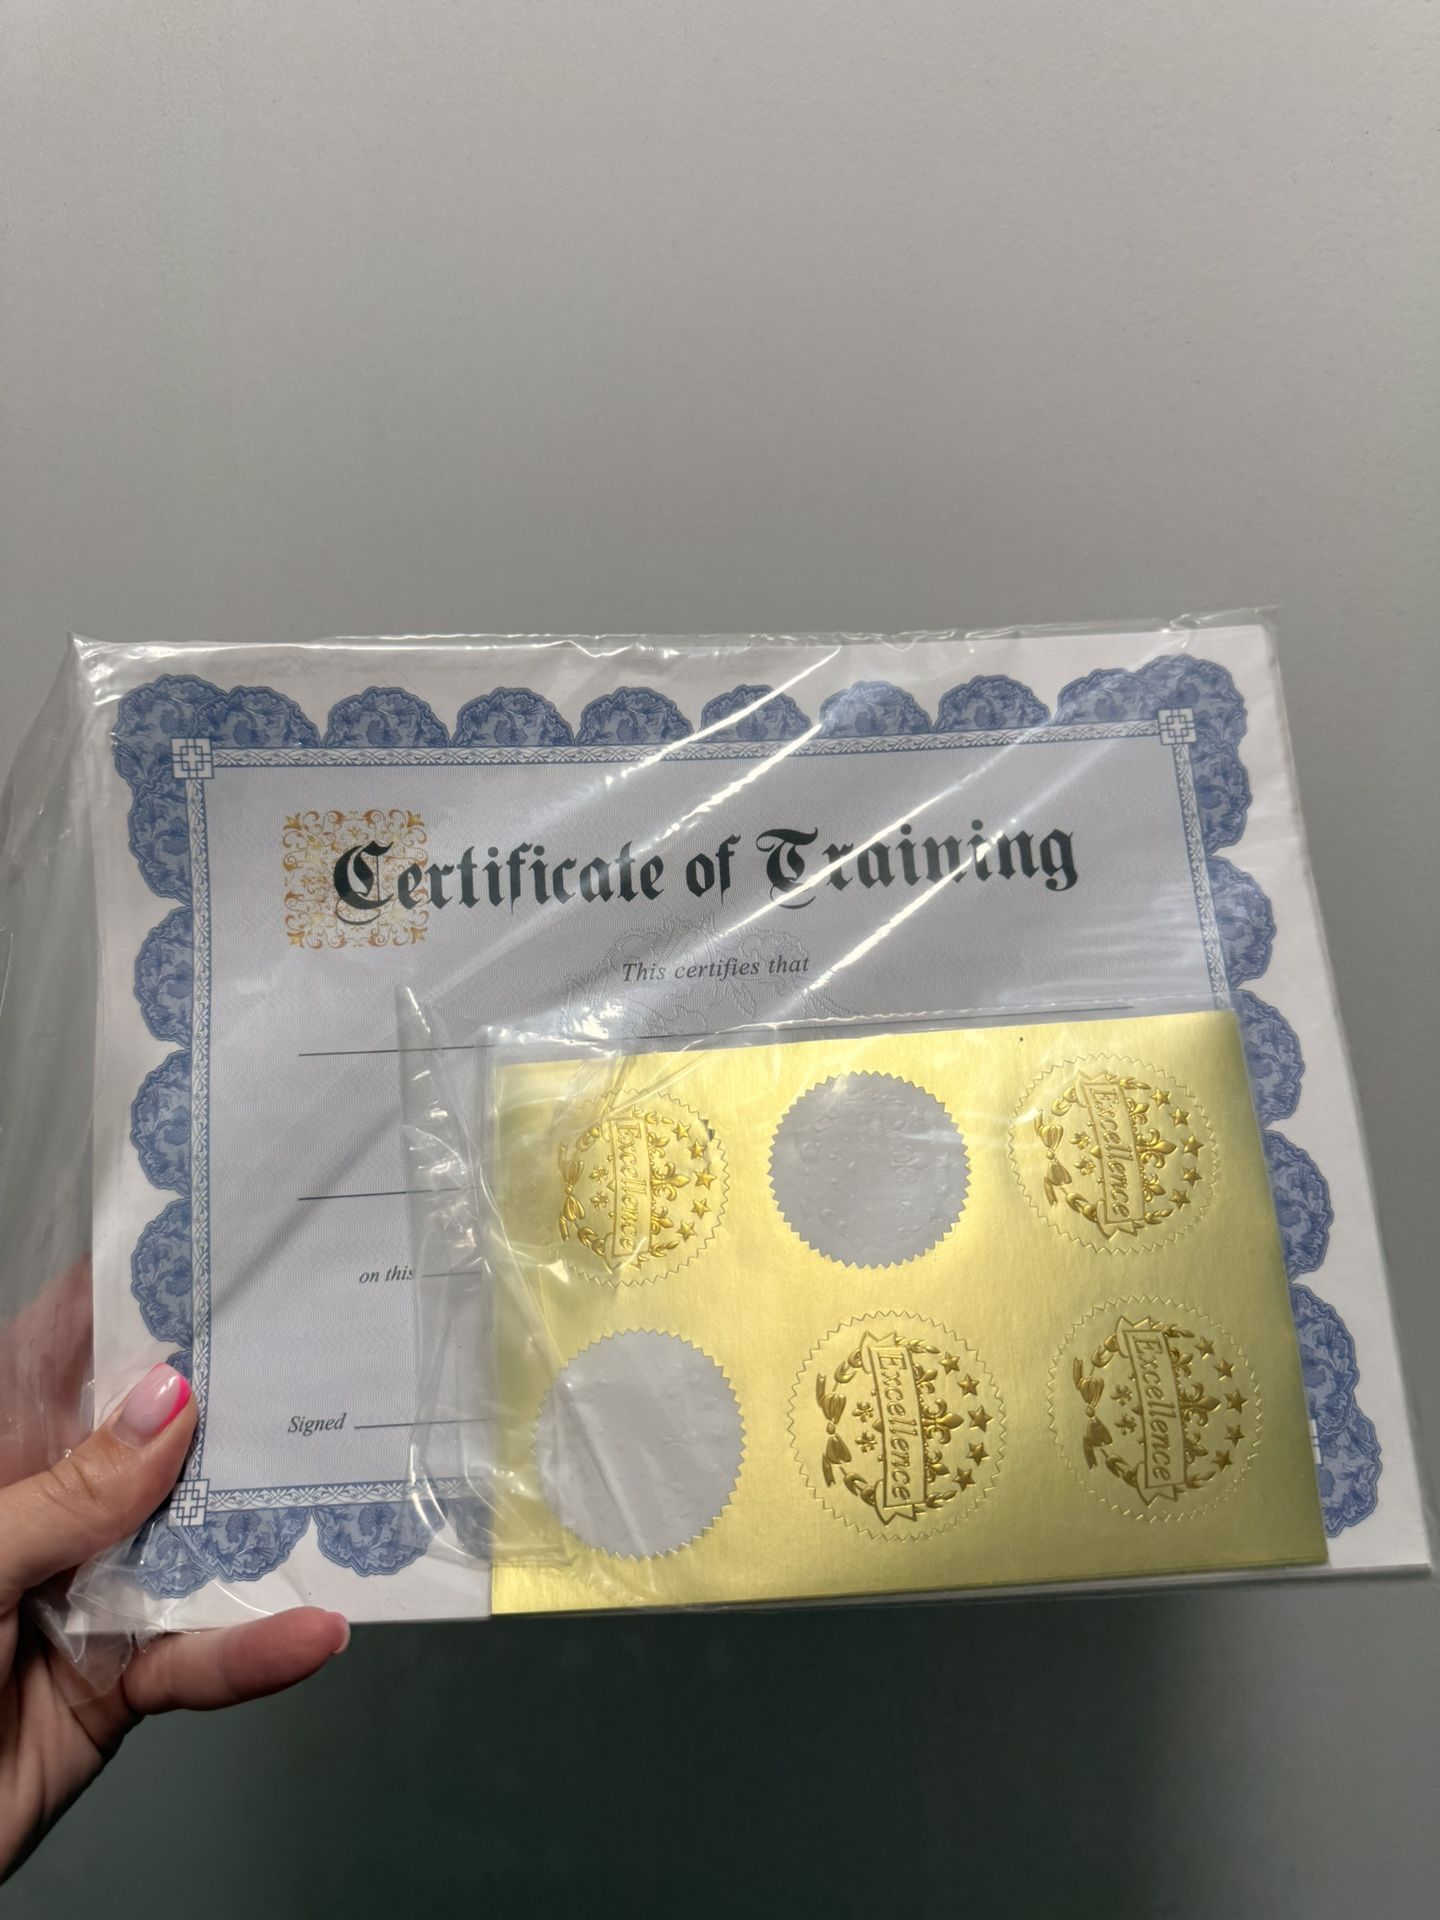 Certificate of Training
This certifies that
on this
Signed
Excellence
Excellence
Excellence
Excellence